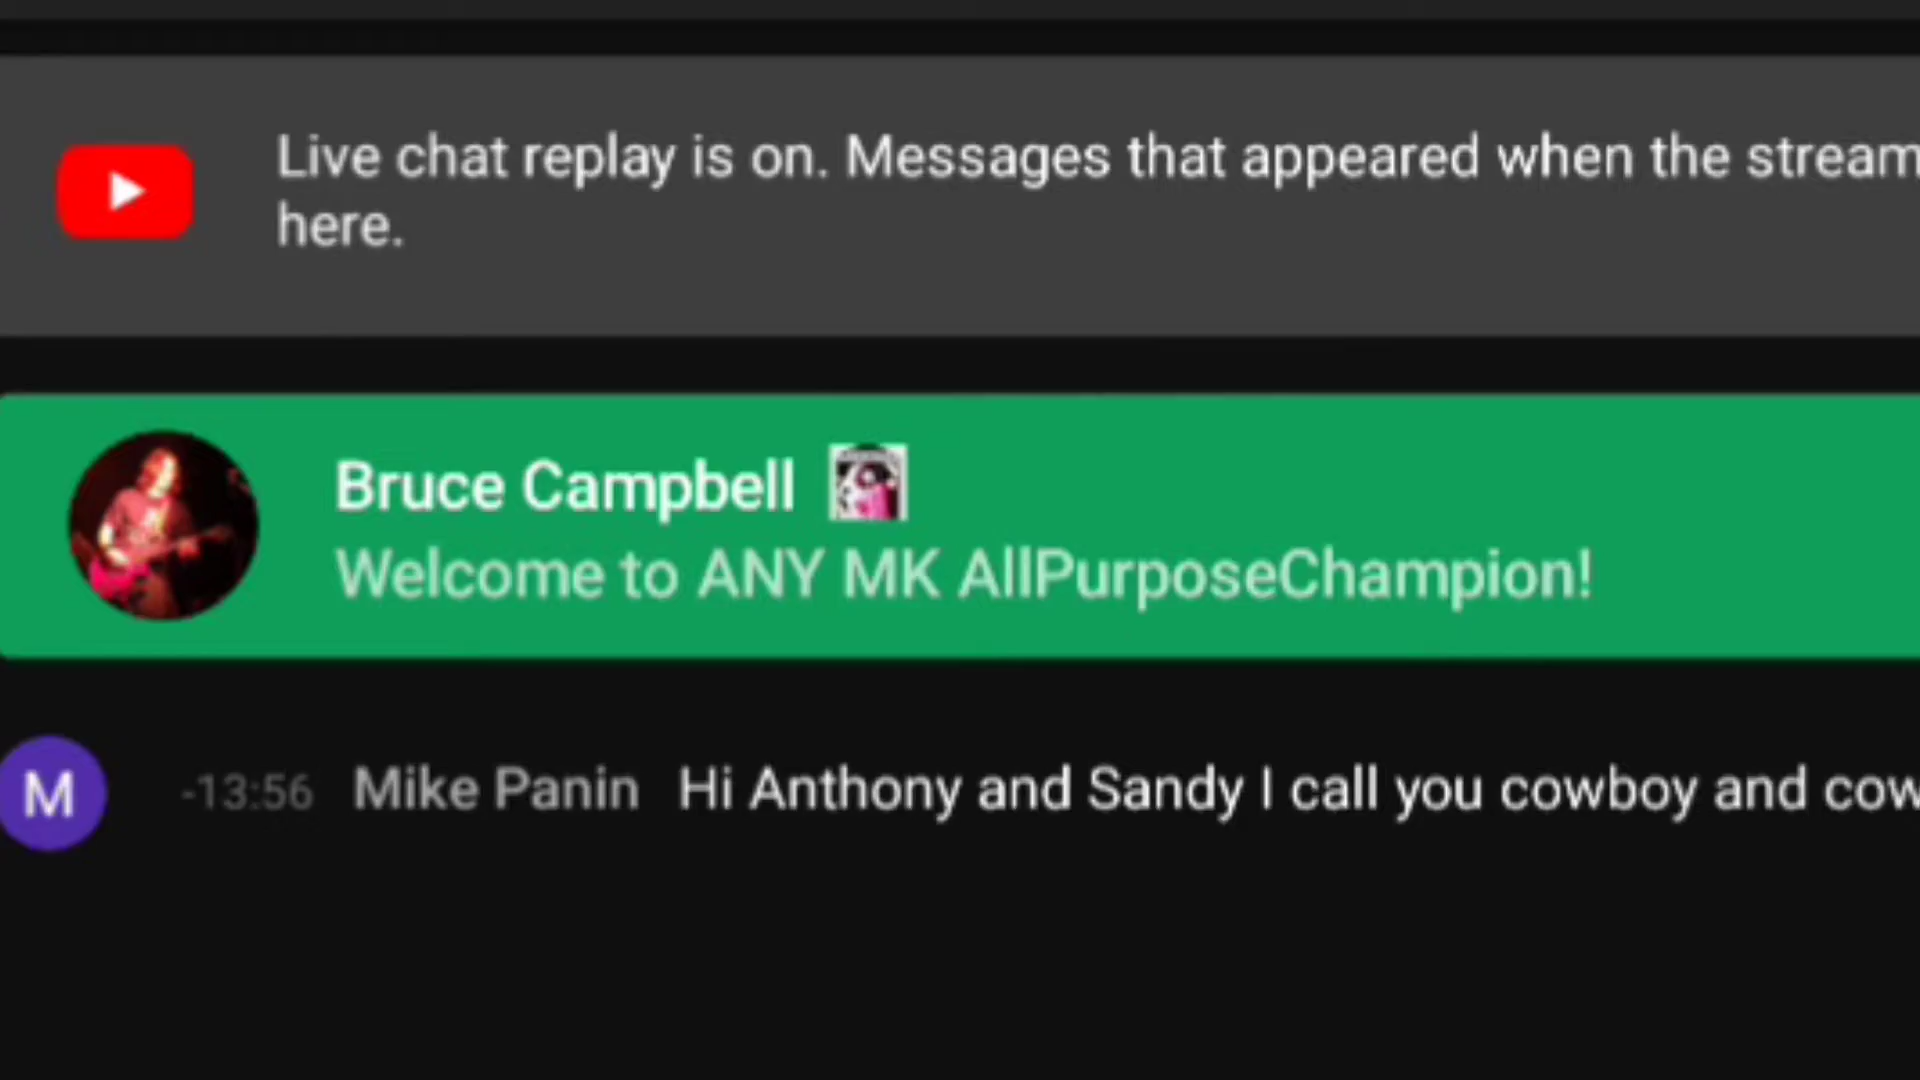 Live chat replay is on. Messages that appeared when the stream
here.
Bruce Campbell
Welcome to ANY MK AllPurposeChampion!
M -13:56 Mike Panin Hi Anthony and Sandy I call you cowboy and cow